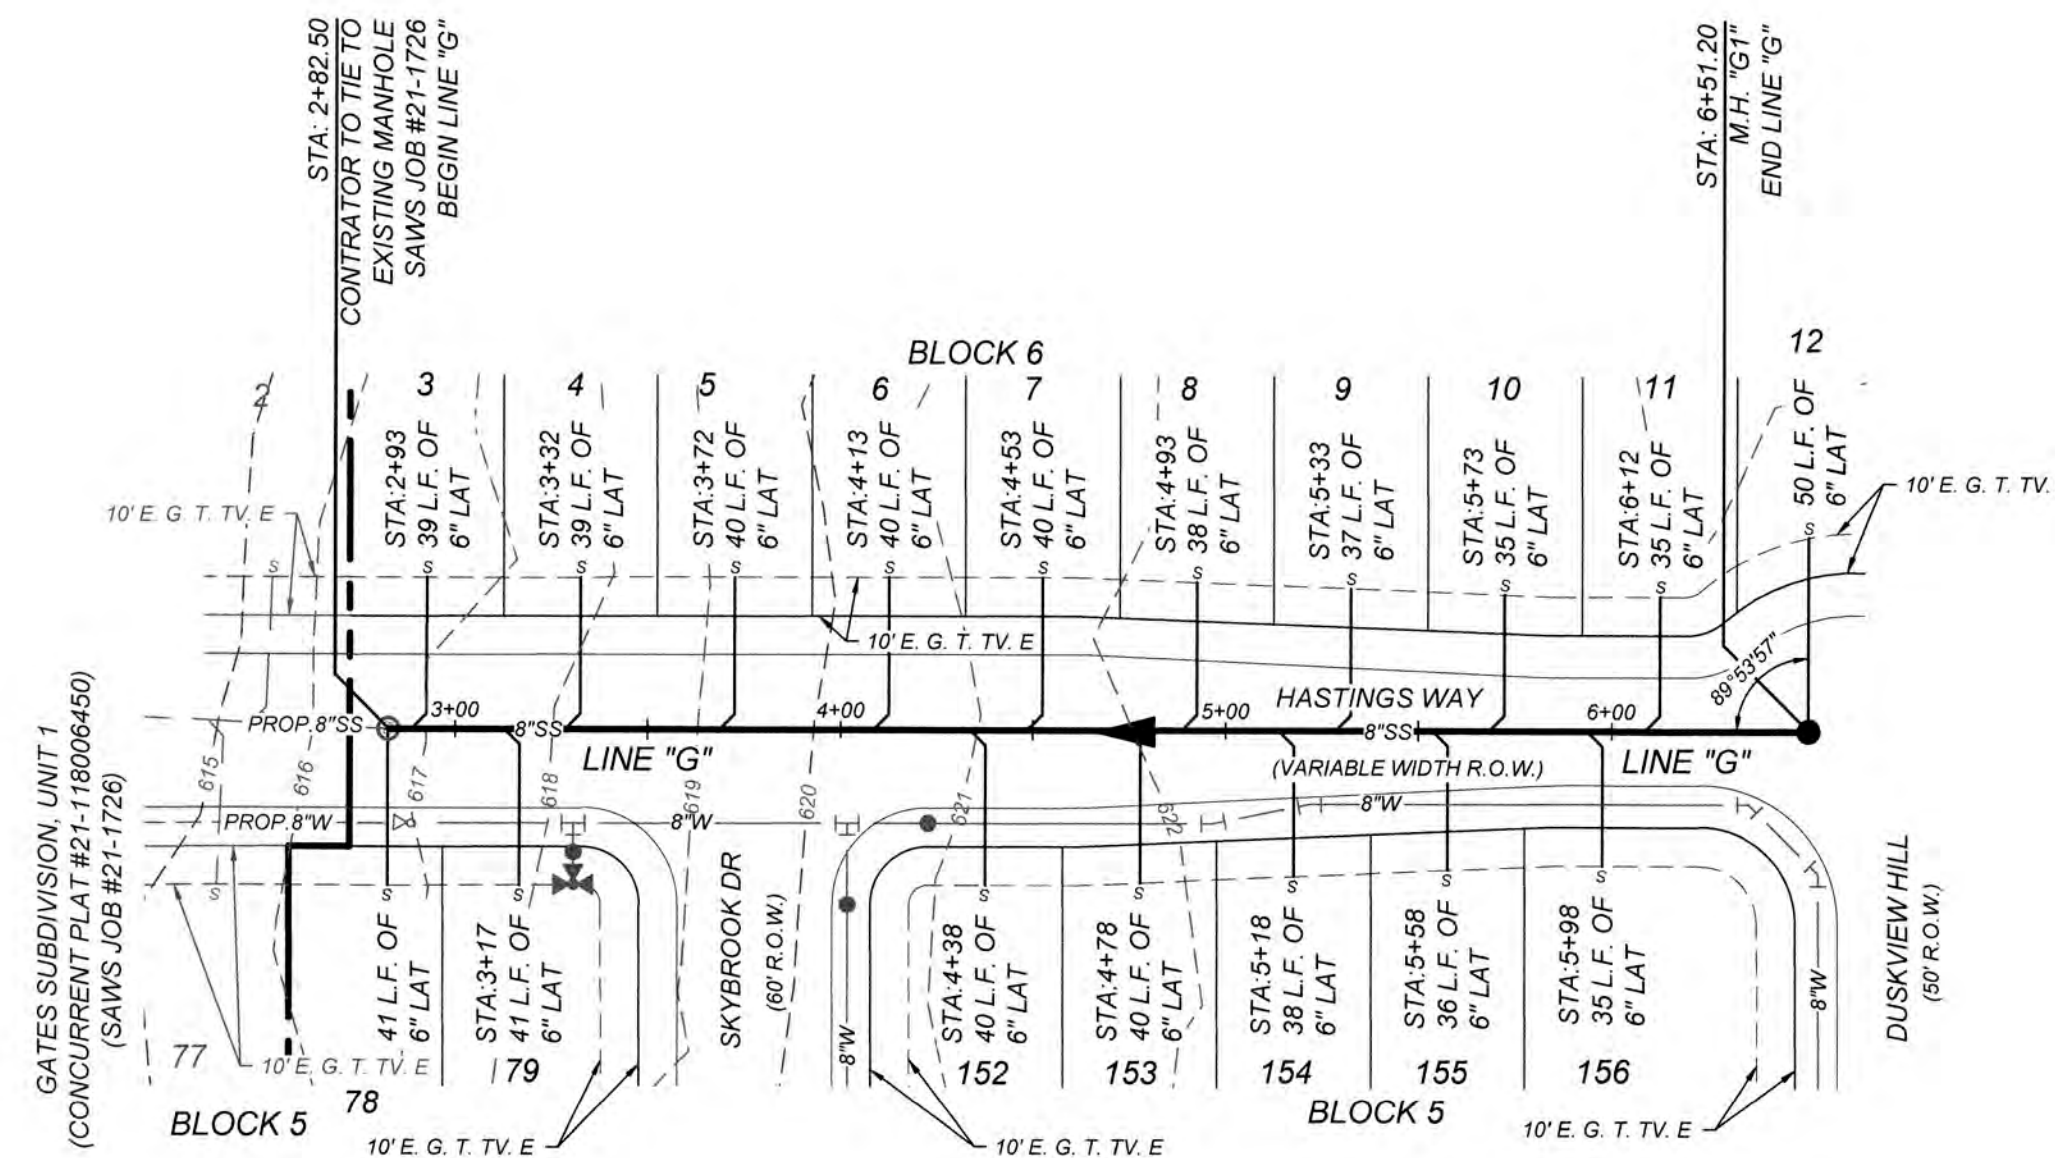 STA: 2+82.50
CONTRATOR TO TIE TO
EXISTING MANHOLE
SAWS JOB #21-1726
BEGIN LINE "G"
STA: 6+51.20
M.H. "G1"
END LINE "G"
BLOCK 6
2
3
4
5
6
7
8
9
10
11
12
STA:2+93
39 L.F. OF
6" LAT
STA:3+32
39 L.F. OF
6" LAT
STA:3+72
40 L.F. OF
6" LAT
STA:4+13
40 L.F. OF
6" LAT
STA:4+53
40 L.F. OF
6" LAT
STA:4+93
38 L.F. OF
6" LAT
STA:5+33
37 L.F. OF
6" LAT
STA:5+73
35 L.F. OF
6" LAT
STA:6+12
35 L.F. OF
6" LAT
50 L.F. OF
6" LAT
10' E. G. T. TV. E
10' E. G. T. TV.
S
S
S
S
S
S
S
S
S
S
S
10' E. G. T. TV. E
89°53'57"
HASTINGS WAY
PROP. 8"SS
3+00
8"SS
4+00
5+00
8"SS
6+00
LINE "G"
(VARIABLE WIDTH R.O.W.)
LINE "G"
615
616
617
618
619
620
621
622
PROP. 8"W
8"W
8"W
S
S
S
S
S
S
S
S
GATES SUBDIVISION, UNIT 1
(CONCURRENT PLAT #21-118006450)
(SAWS JOB #21-1726)
41 L.F. OF
6" LAT
STA:3+17
41 L.F. OF
6" LAT
SKYBROOK DR
(60' R.O.W.)
8"W
STA:4+38
40 L.F. OF
6" LAT
STA:4+78
40 L.F. OF
6" LAT
STA:5+18
38 L.F. OF
6" LAT
STA:5+58
36 L.F. OF
6" LAT
STA:5+98
35 L.F. OF
6" LAT
8"W
DUSKVIEW HILL
(50' R.O.W.)
77
10' E. G. T. TV. E
78
79
152
153
154
155
156
BLOCK 5
BLOCK 5
10' E. G. T. TV. E
10' E. G. T. TV. E
10' E. G. T. TV. E